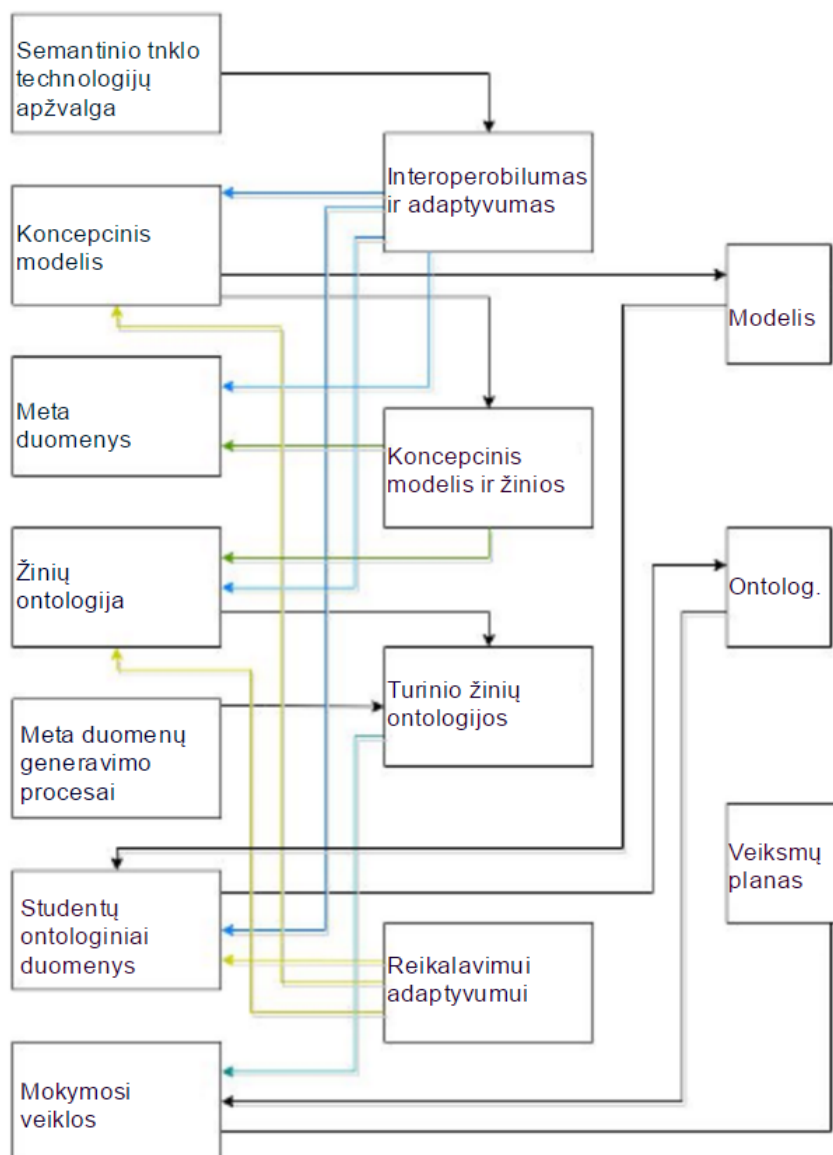 Semantinio tnklo
technologijų
apžvalga
Interoperobilumas
ir adaptyvumas
Koncepcinis
modelis
Modelis
Meta
duomenys
Koncepcinis
modelis ir žinios
Žinių
ontologija
Ontolog.
Turinio žinių
ontologijos
Meta duomenų
generavimo
procesai
Veiksmų
planas
Studentų
ontologiniai
duomenys
Reikalavimui
adaptyvumui
Mokymosi
veiklos